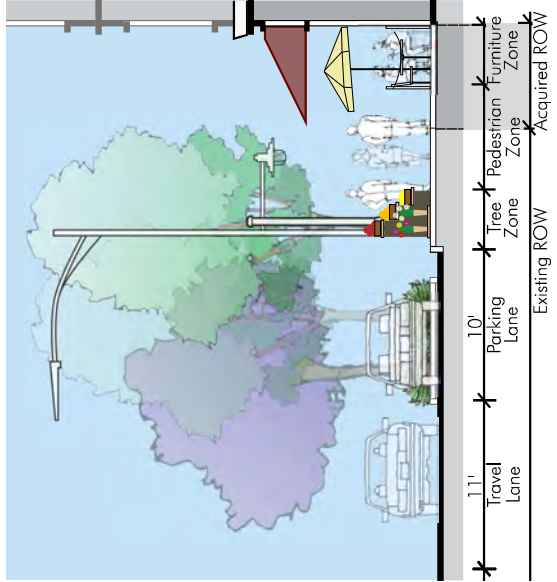 11'
Travel
Lane
10'
Parking
Lane
Tree
Zone
Pedestrian
Zone
Furniture
Zone
Existing ROW
Acquired ROW